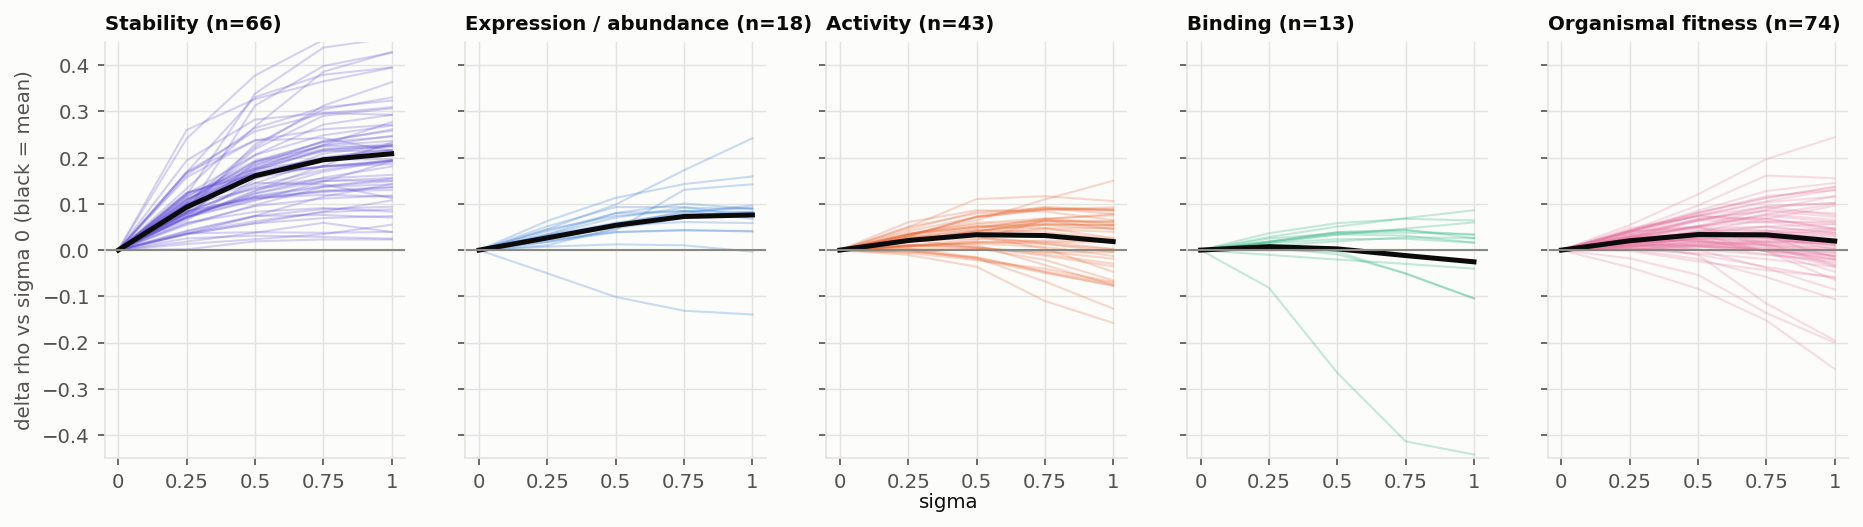 Stability (n=66)
Expression / abundance (n=18)
Activity (n=43)
Binding (n=13)
Organismal fitness (n=74)
delta rho vs sigma 0 (black = mean)
0.4
0.3
0.2
0.1
0.0
−0.1
−0.2
−0.3
−0.4
0 0.25 0.5 0.75 1
0 0.25 0.5 0.75 1
0 0.25 0.5 0.75 1
0 0.25 0.5 0.75 1
0 0.25 0.5 0.75 1
sigma